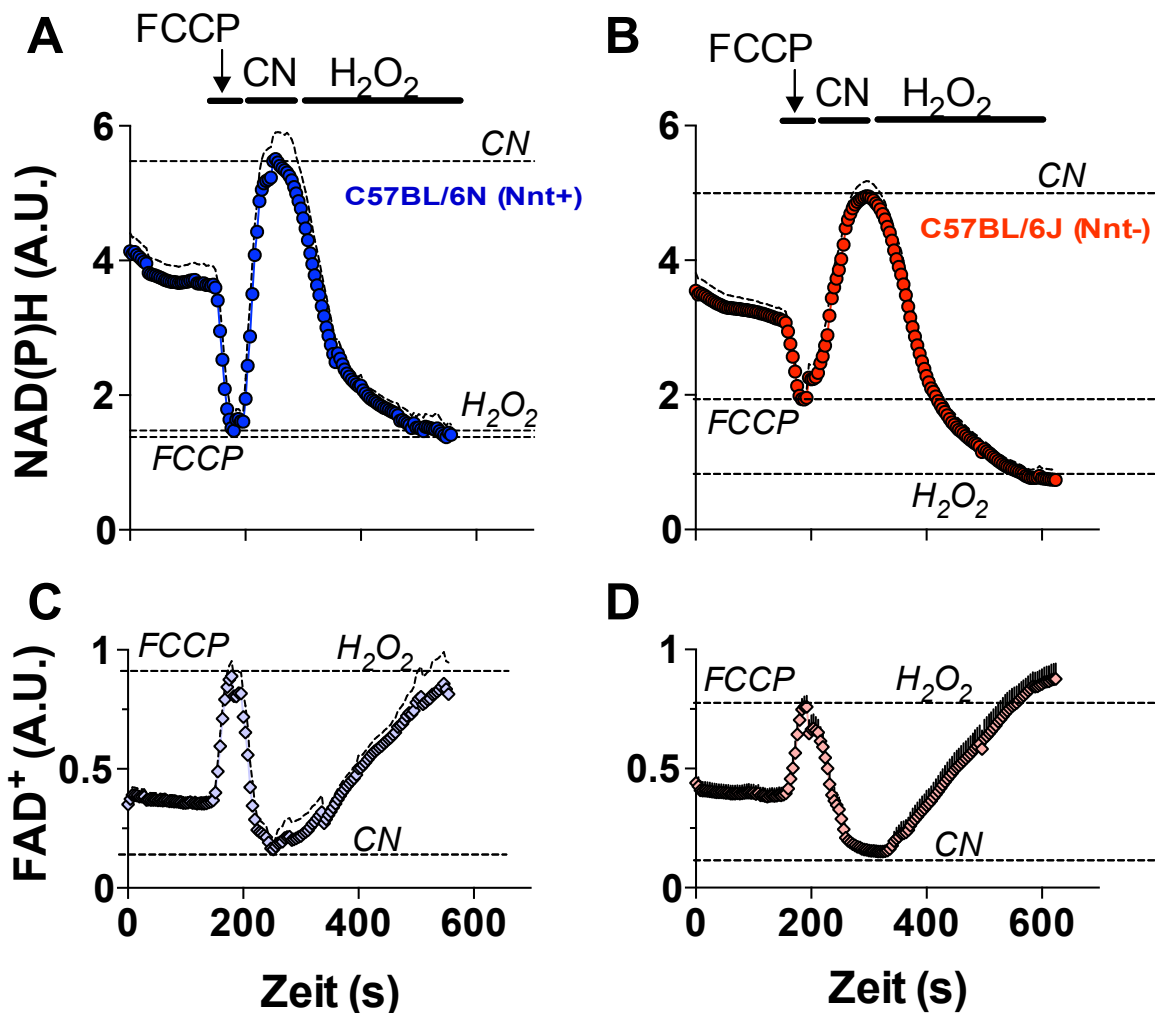 A
FCCP
CN
H₂O₂
NAD(P)H (A.U.)
6
4
2
0
CN
C57BL/6N (Nnt+)
H₂O₂
FCCP
B
FCCP
CN
H₂O₂
6
4
2
0
CN
C57BL/6J (Nnt-)
FCCP
H₂O₂
C
FAD⁺ (A.U.)
1
0.5
0
FCCP
H₂O₂
CN
0 200 400 600
Zeit (s)
D
1
0.5
0
FCCP
H₂O₂
CN
0 200 400 600
Zeit (s)